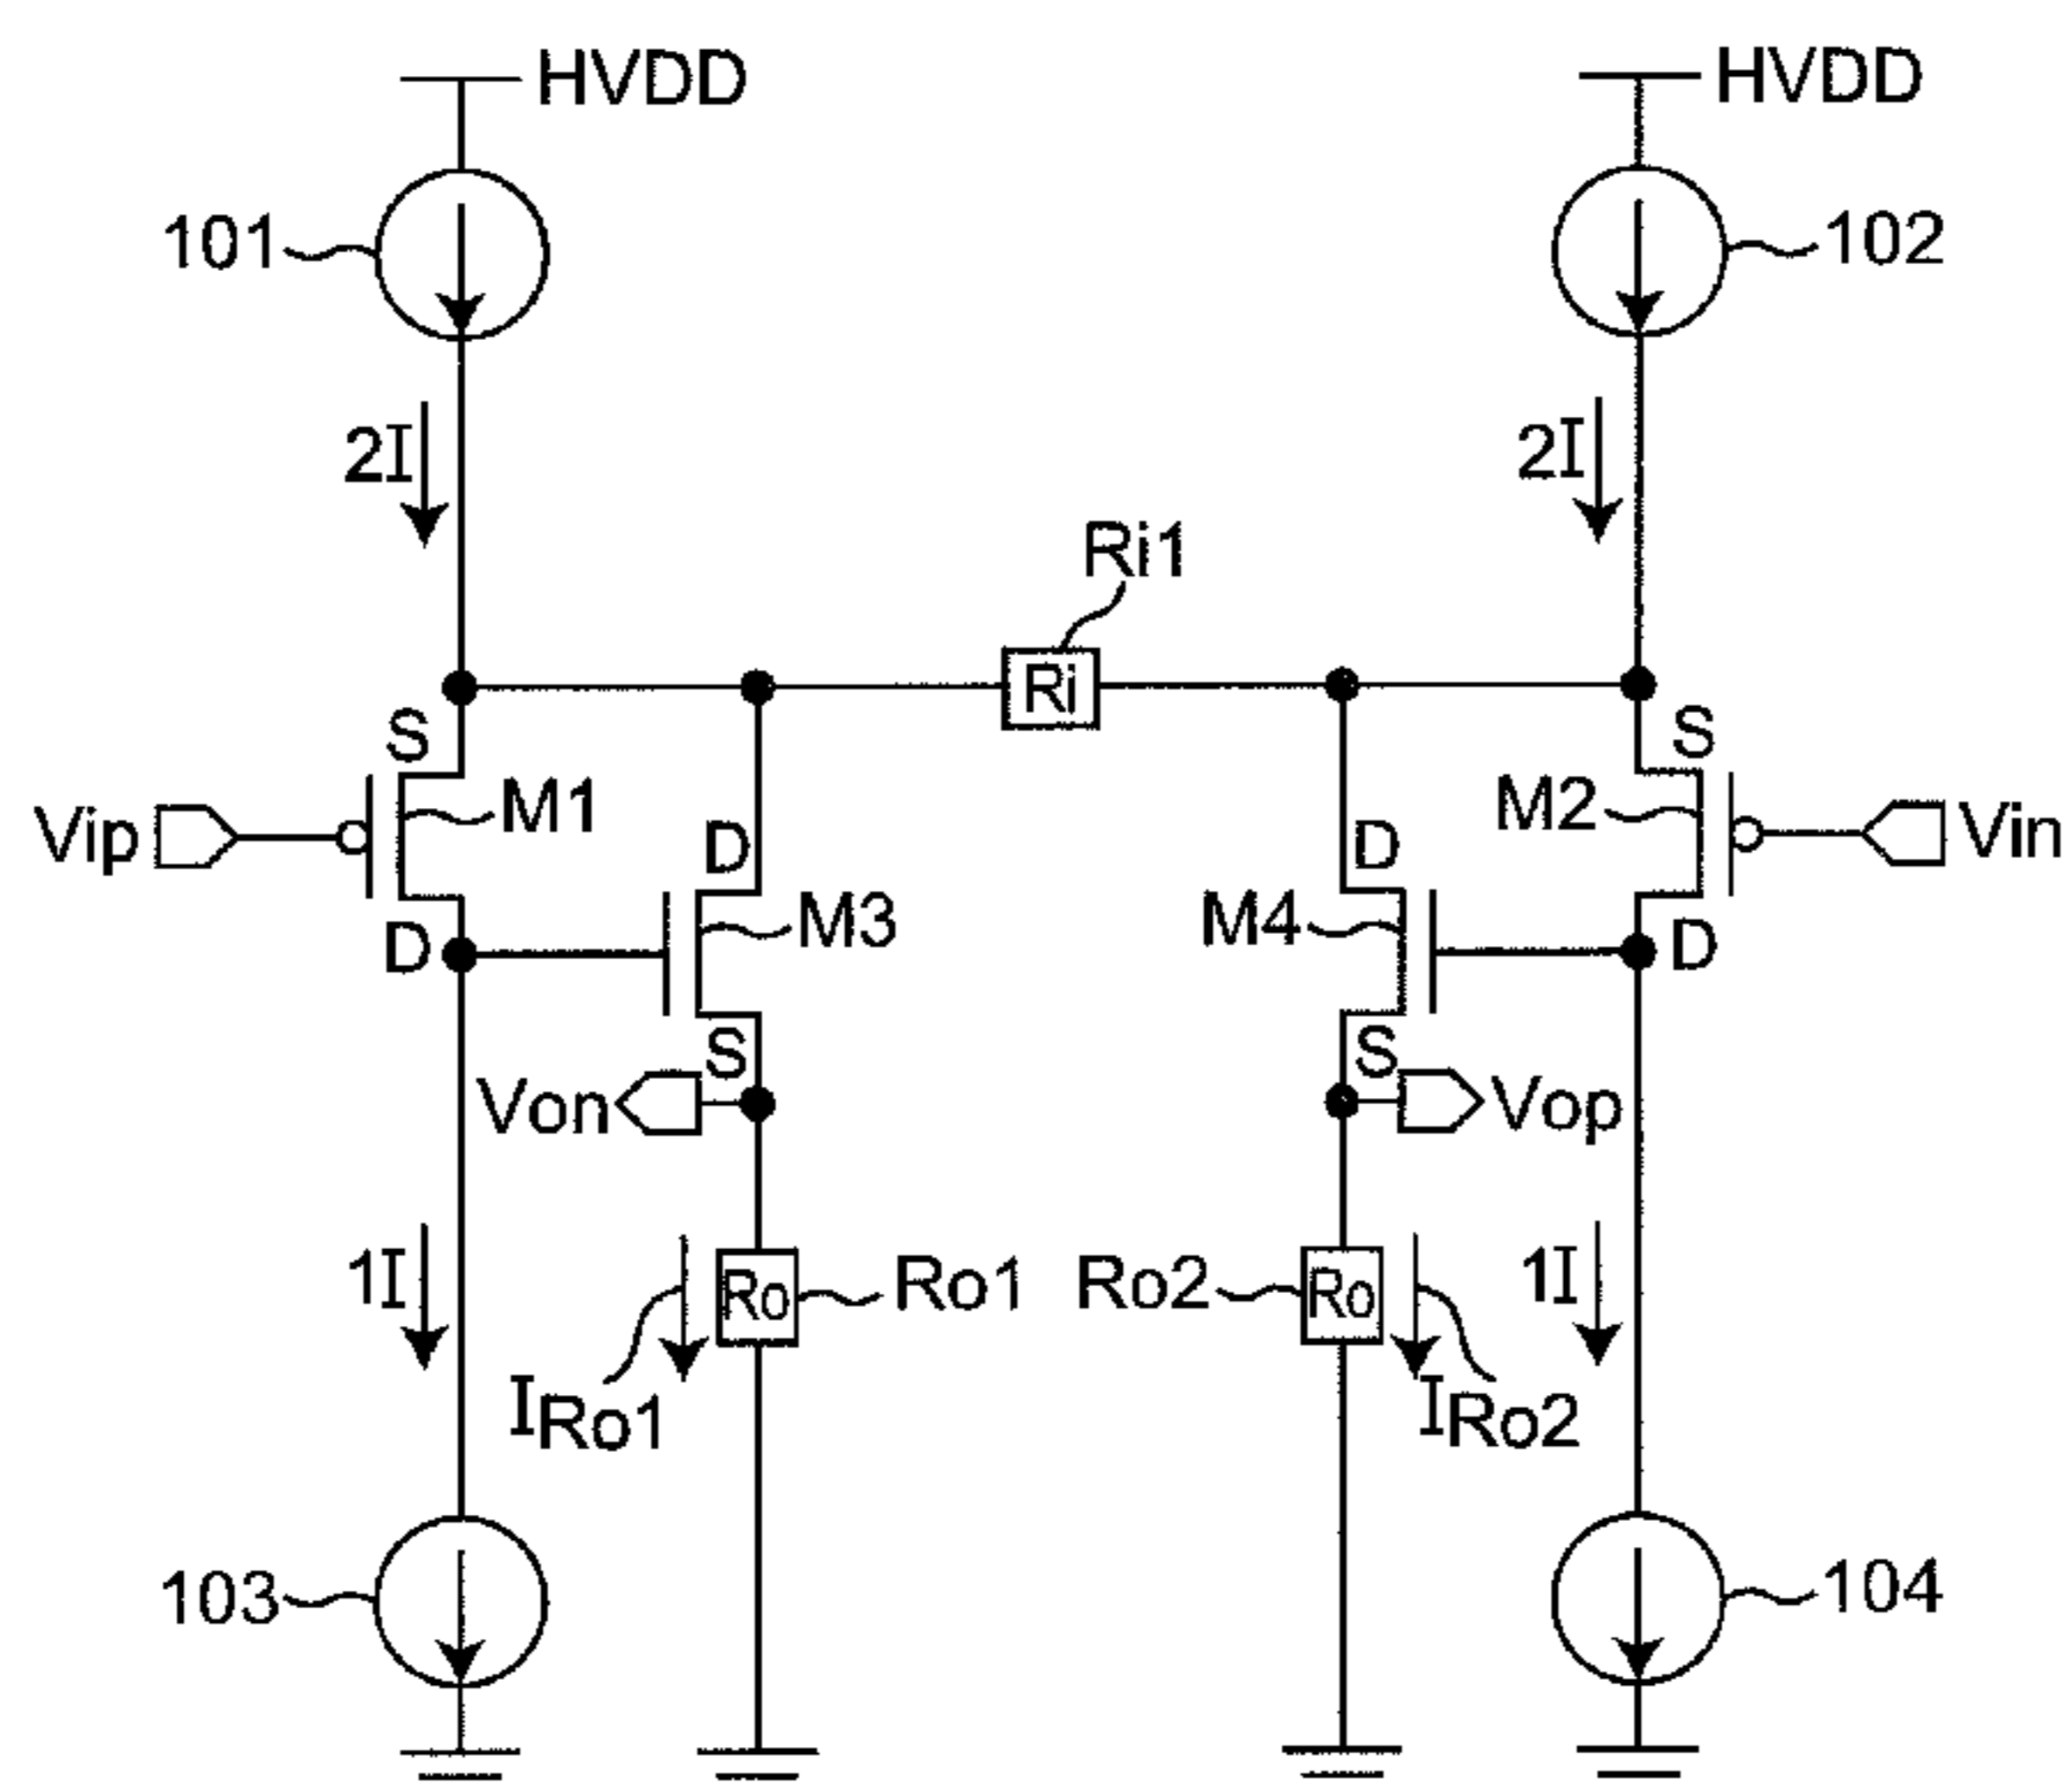 HVDD HVDD
101 102
2I 2I
Ri1
Ri
S S
Vip M1 M2 Vin
D D
M3 M4
D D
S S
Von Vop
1I Ro Ro1 Ro2 Ro 1I
IRo1 IRo2
103 104